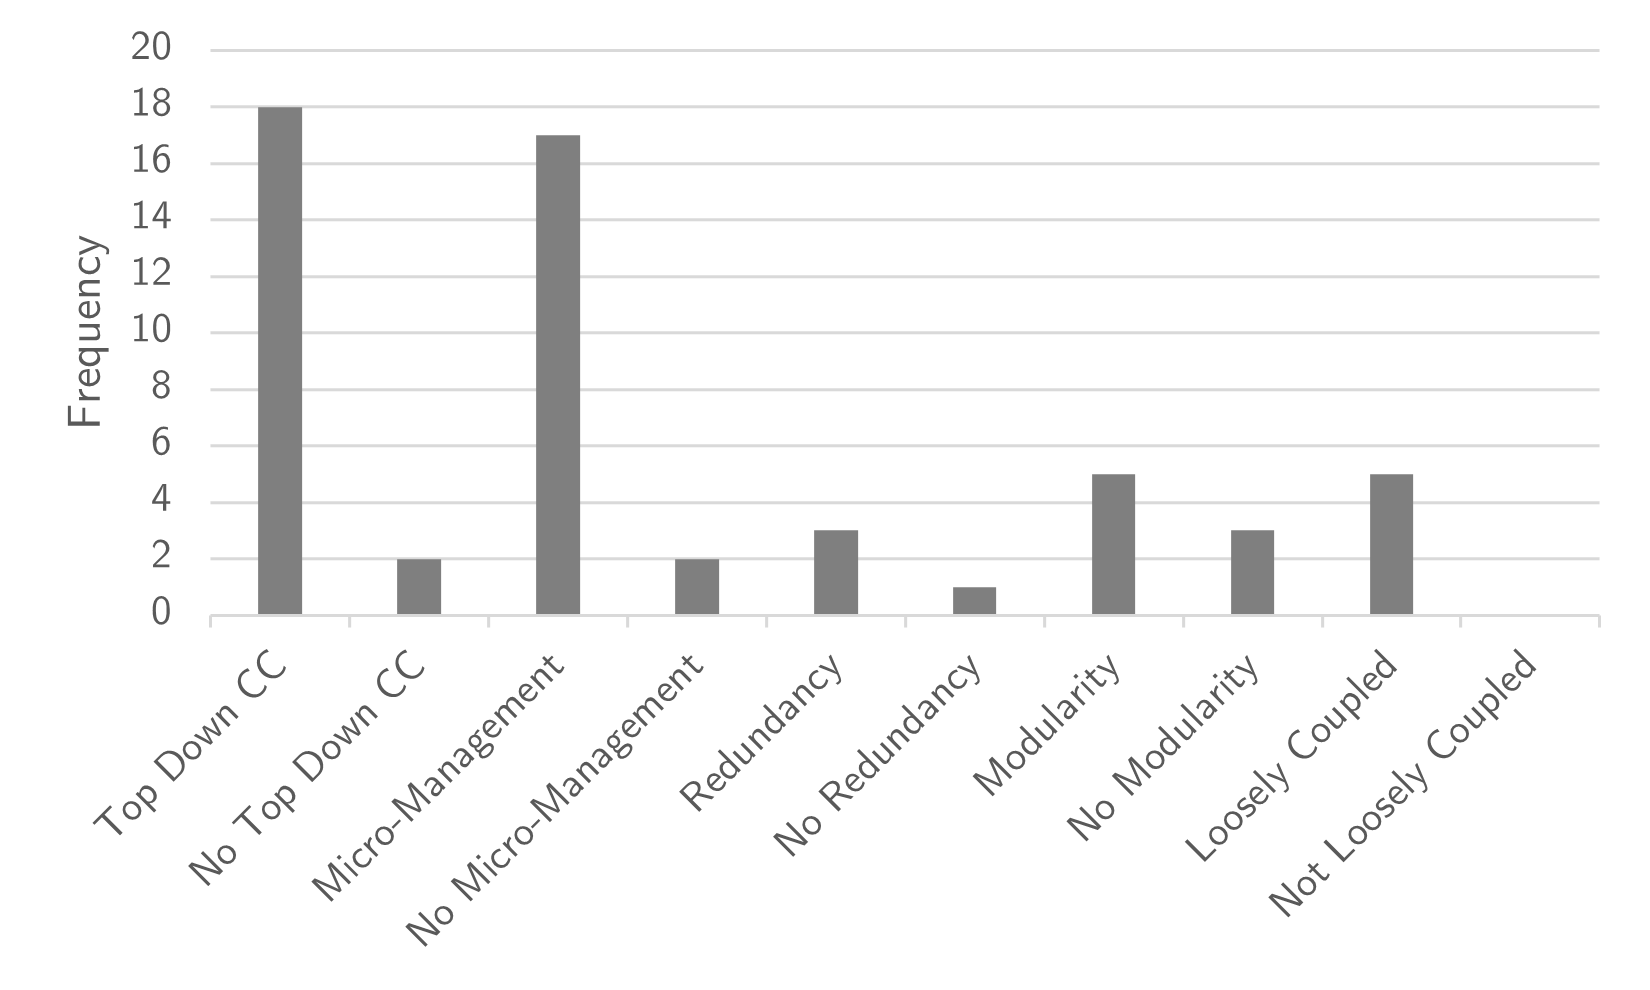 20
18
16
14
12
10
8
6
4
2
0
Frequency
Top Down CC
No Top Down CC
Micro-Management
No Micro-Management
Redundancy
No Redundancy
Modularity
No Modularity
Loosely Coupled
Not Loosely Coupled